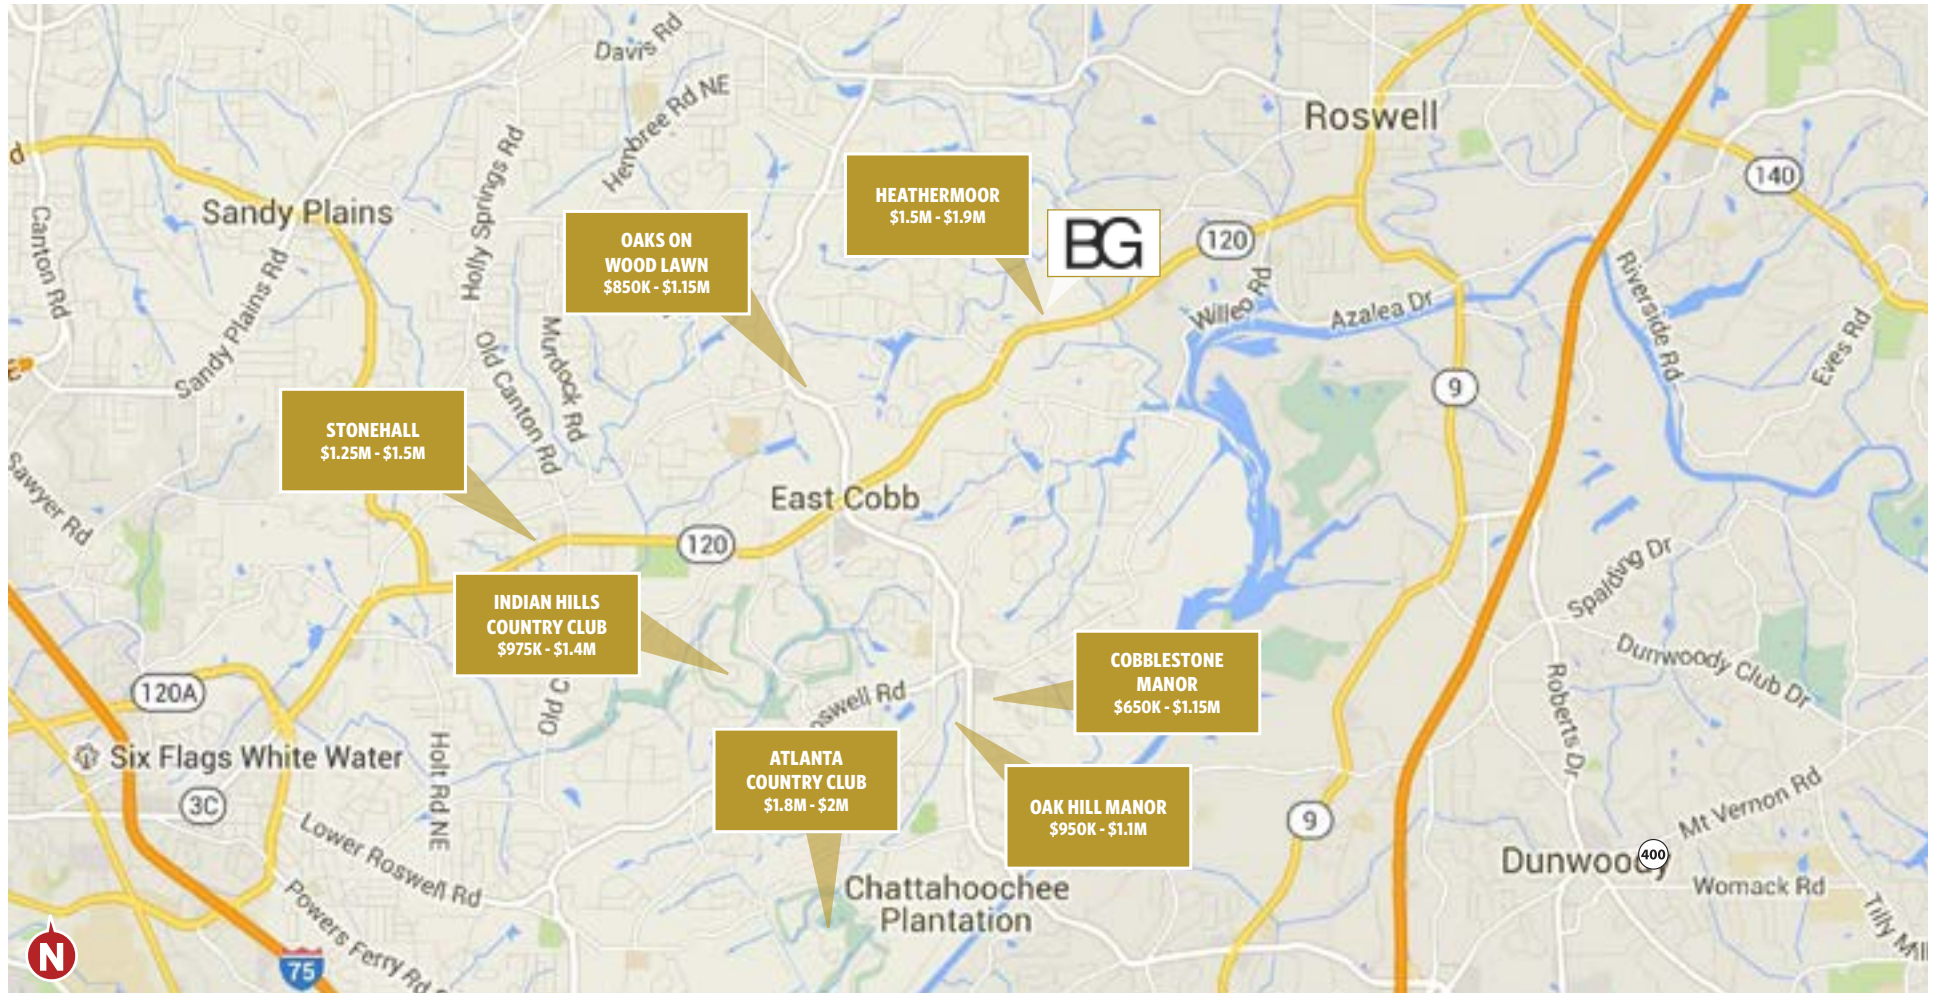 Davis Rd
Hembree Rd NE
Roswell
d
140
HEATHERMOOR
$1.5M - $1.9M
Canton Rd
Sandy Plains
Holly Springs Rd
OAKS ON
WOOD LAWN
$850K - $1.15M
BG
120
Sandy Plains Rd
Willeo Rd
Azalea Dr
Riverside Rd
Eves Rd
Old Canton Rd
Murdock Rd
9
STONEHALL
$1.25M - $1.5M
Sawyer Rd
East Cobb
120
Spalding Dr
INDIAN HILLS
COUNTRY CLUB
$975K - $1.4M
COBBLESTONE
MANOR
$650K - $1.15M
Dunwoody Club Dr
120A
Old C
oswell Rd
Roberts Dr
Six Flags White Water
3C
Holt Rd NE
ATLANTA
COUNTRY CLUB
$1.8M - $2M
OAK HILL MANOR
$950K - $1.1M
9
Mt Vernon Rd
Lower Roswell Rd
Dunwoody
400
Womack Rd
Chattahoochee
Plantation
Powers Ferry Rd
Tilly Mill
N
75